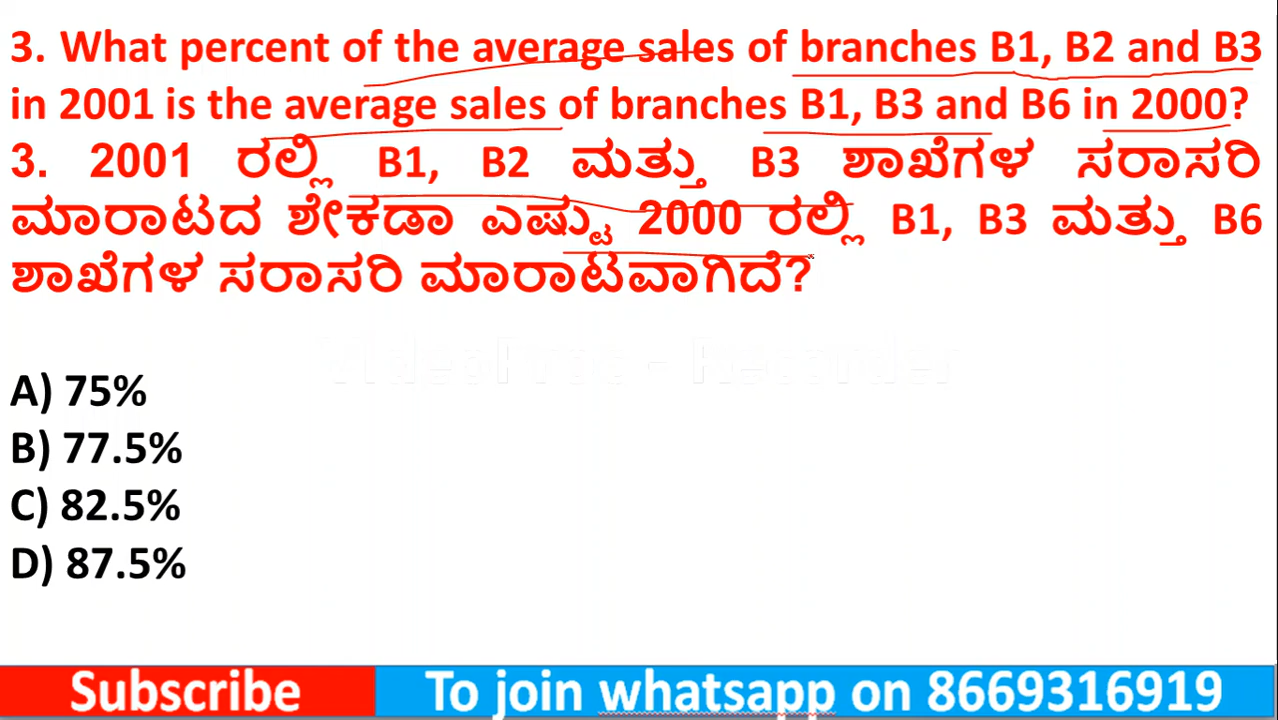 3. What percent of the average sales of branches B1, B2 and B3
in 2001 is the average sales of branches B1, B3 and B6 in 2000?
3. 2001 ರಲ್ಲಿ B1, B2 ಮತ್ತು B3 ಶಾಖೆಗಳ ಸರಾಸರಿ
ಮಾರಾಟದ ಶೇಕಡಾ ಎಷ್ಟು 2000 ರಲ್ಲಿ B1, B3 ಮತ್ತು B6
ಶಾಖೆಗಳ ಸರಾಸರಿ ಮಾರಾಟವಾಗಿದೆ?
VideoProc - Recorder
A) 75%
B) 77.5%
C) 82.5%
D) 87.5%
Subscribe To join whatsapp on 8669316919